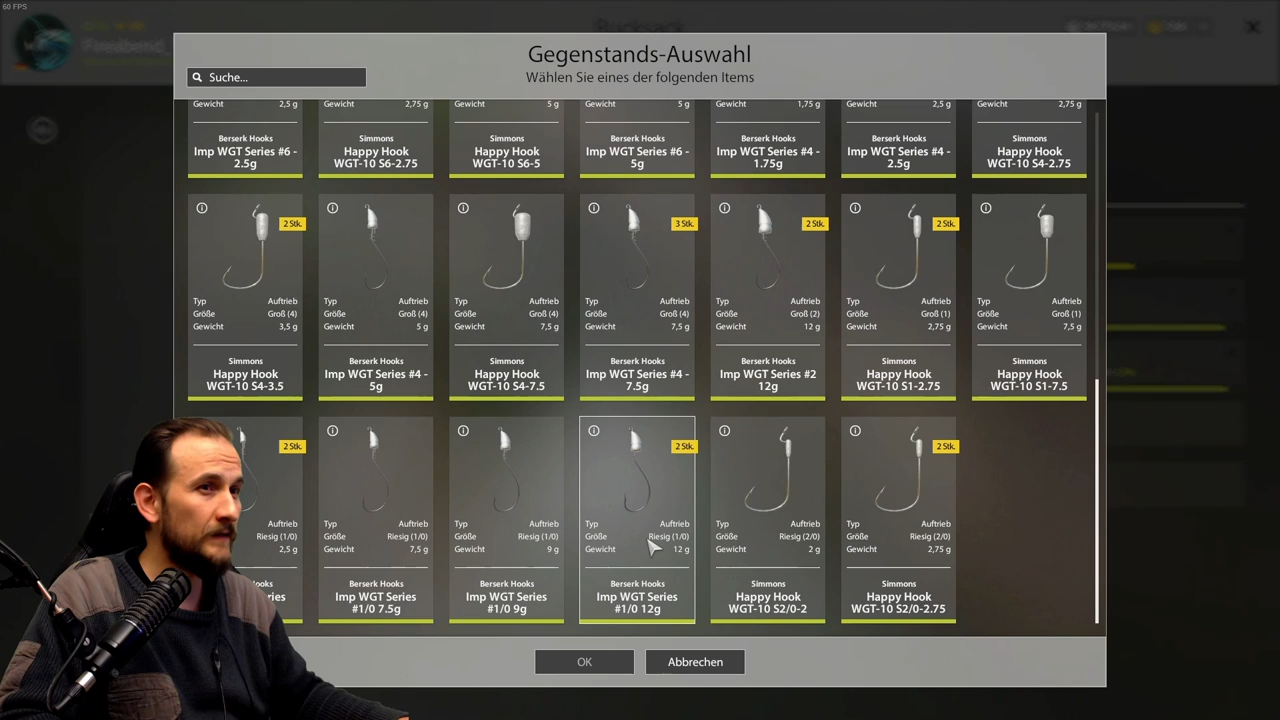 60 FPS
Gegenstands-Auswahl
Suche...
Wählen Sie eines der folgenden Items
Gewicht 2,5 g
Gewicht 2,75 g
Gewicht 5 g
Gewicht 5 g
Gewicht 1,75 g
Gewicht 2,5 g
Gewicht 2,75 g
Berserk Hooks
Imp WGT Series #6 -
2.5g
Simmons
Happy Hook
WGT-10 S6-2.75
Simmons
Happy Hook
WGT-10 S6-5
Berserk Hooks
Imp WGT Series #6 -
5g
Berserk Hooks
Imp WGT Series #4 -
1.75g
Berserk Hooks
Imp WGT Series #4 -
2.5g
Simmons
Happy Hook
WGT-10 S4-2.75
2 Stk.
Typ Auftrieb
Größe Groß (4)
Gewicht 3,5 g
Simmons
Happy Hook
WGT-10 S4-3.5
Typ Auftrieb
Größe Groß (4)
Gewicht 5 g
Berserk Hooks
Imp WGT Series #4 -
5g
Typ Auftrieb
Größe Groß (4)
Gewicht 7,5 g
Simmons
Happy Hook
WGT-10 S4-7.5
3 Stk.
Typ Auftrieb
Größe Groß (4)
Gewicht 7,5 g
Berserk Hooks
Imp WGT Series #4 -
7.5g
2 Stk.
Typ Auftrieb
Größe Groß (2)
Gewicht 12 g
Berserk Hooks
Imp WGT Series #2
12g
2 Stk.
Typ Auftrieb
Größe Groß (1)
Gewicht 2,75 g
Simmons
Happy Hook
WGT-10 S1-2.75
Typ Auftrieb
Größe Groß (1)
Gewicht 7,5 g
Simmons
Happy Hook
WGT-10 S1-7.5
2 Stk.
Auftrieb
Riesig (1/0)
2,5 g
Typ Auftrieb
Größe Riesig (1/0)
Gewicht 7,5 g
Berserk Hooks
Imp WGT Series
#1/0 7.5g
Typ Auftrieb
Größe Riesig (1/0)
Gewicht 9 g
Berserk Hooks
Imp WGT Series
#1/0 9g
2 Stk.
Typ Auftrieb
Größe Riesig (1/0)
Gewicht 12 g
Berserk Hooks
Imp WGT Series
#1/0 12g
Typ Auftrieb
Größe Riesig (2/0)
Gewicht 2 g
Simmons
Happy Hook
WGT-10 S2/0-2
2 Stk.
Typ Auftrieb
Größe Riesig (2/0)
Gewicht 2,75 g
Simmons
Happy Hook
WGT-10 S2/0-2.75
OK
Abbrechen